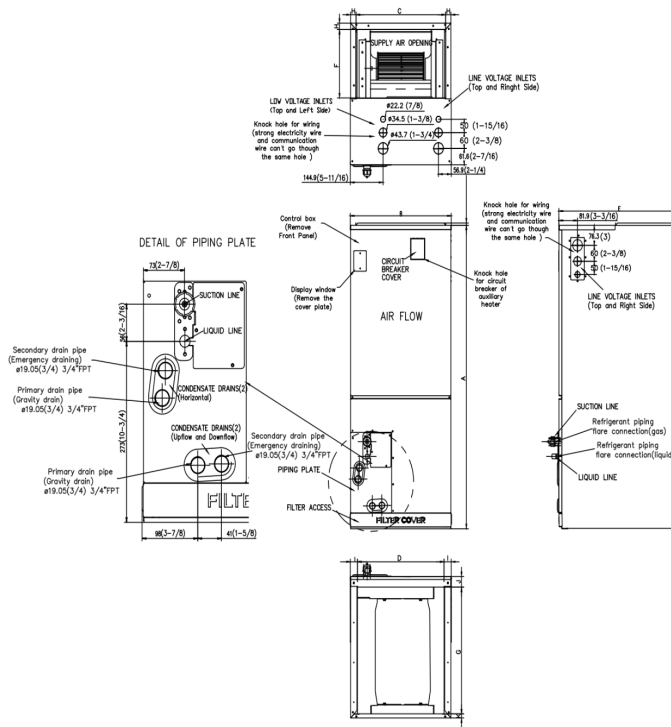 H
C
H
H
F
SUPPLY AIR OPENING
LINE VOLTAGE INLETS
(Top and Ringht Side)
LOW VOLTAGE INLETS
(Top and Left Side)
ø22.2 (7/8)
ø34.5 (1-3/8)
ø43.7 (1-3/4)
Knock hole for wiring
(strong electricity wire
and communication
wire can't go though
the same hole )
50 (1-15/16)
60 (2-3/8)
61.6(2-7/16)
56.9(2-1/4)
144.9(5-11/16)
B
Control box
(Remove
Front Panel)
CIRCUIT
BREAKER
COVER
Display window
(Remove the
cover plate)
Knock hole
for circuit
breaker of
auxiliary
heater
AIR FLOW
A
PIPING PLATE
FILTER ACCESS
FILTER COVER
E
81.9(3-3/16)
Knock hole for wiring
(strong electricity wire
and communication
wire can't go though
the same hole )
76.3(3)
60 (2-3/8)
50 (1-15/16)
LINE VOLTAGE INLETS
(Top and Right Side)
SUCTION LINE
Refrigerant piping
flare connection(gas)
Refrigerant piping
flare connection(liquid
LIQUID LINE
DETAIL OF PIPING PLATE
73(2-7/8)
SUCTION LINE
LIQUID LINE
56(2-3/16)
273(10-3/4)
Secondary drain pipe
(Emergency draining)
ø19.05(3/4) 3/4"FPT
Primary drain pipe
(Gravity drain)
ø19.05(3/4) 3/4"FPT
CONDENSATE DRAINS(2)
(Horizontal)
CONDENSATE DRAINS(2)
(Upflow and Downflow)
Secondary drain pipe
(Emergency draining)
ø19.05(3/4) 3/4"FPT
Primary drain pipe
(Gravity drain)
ø19.05(3/4) 3/4"FPT
FILTE
98(3-7/8)
41(1-5/8)
D
J
G